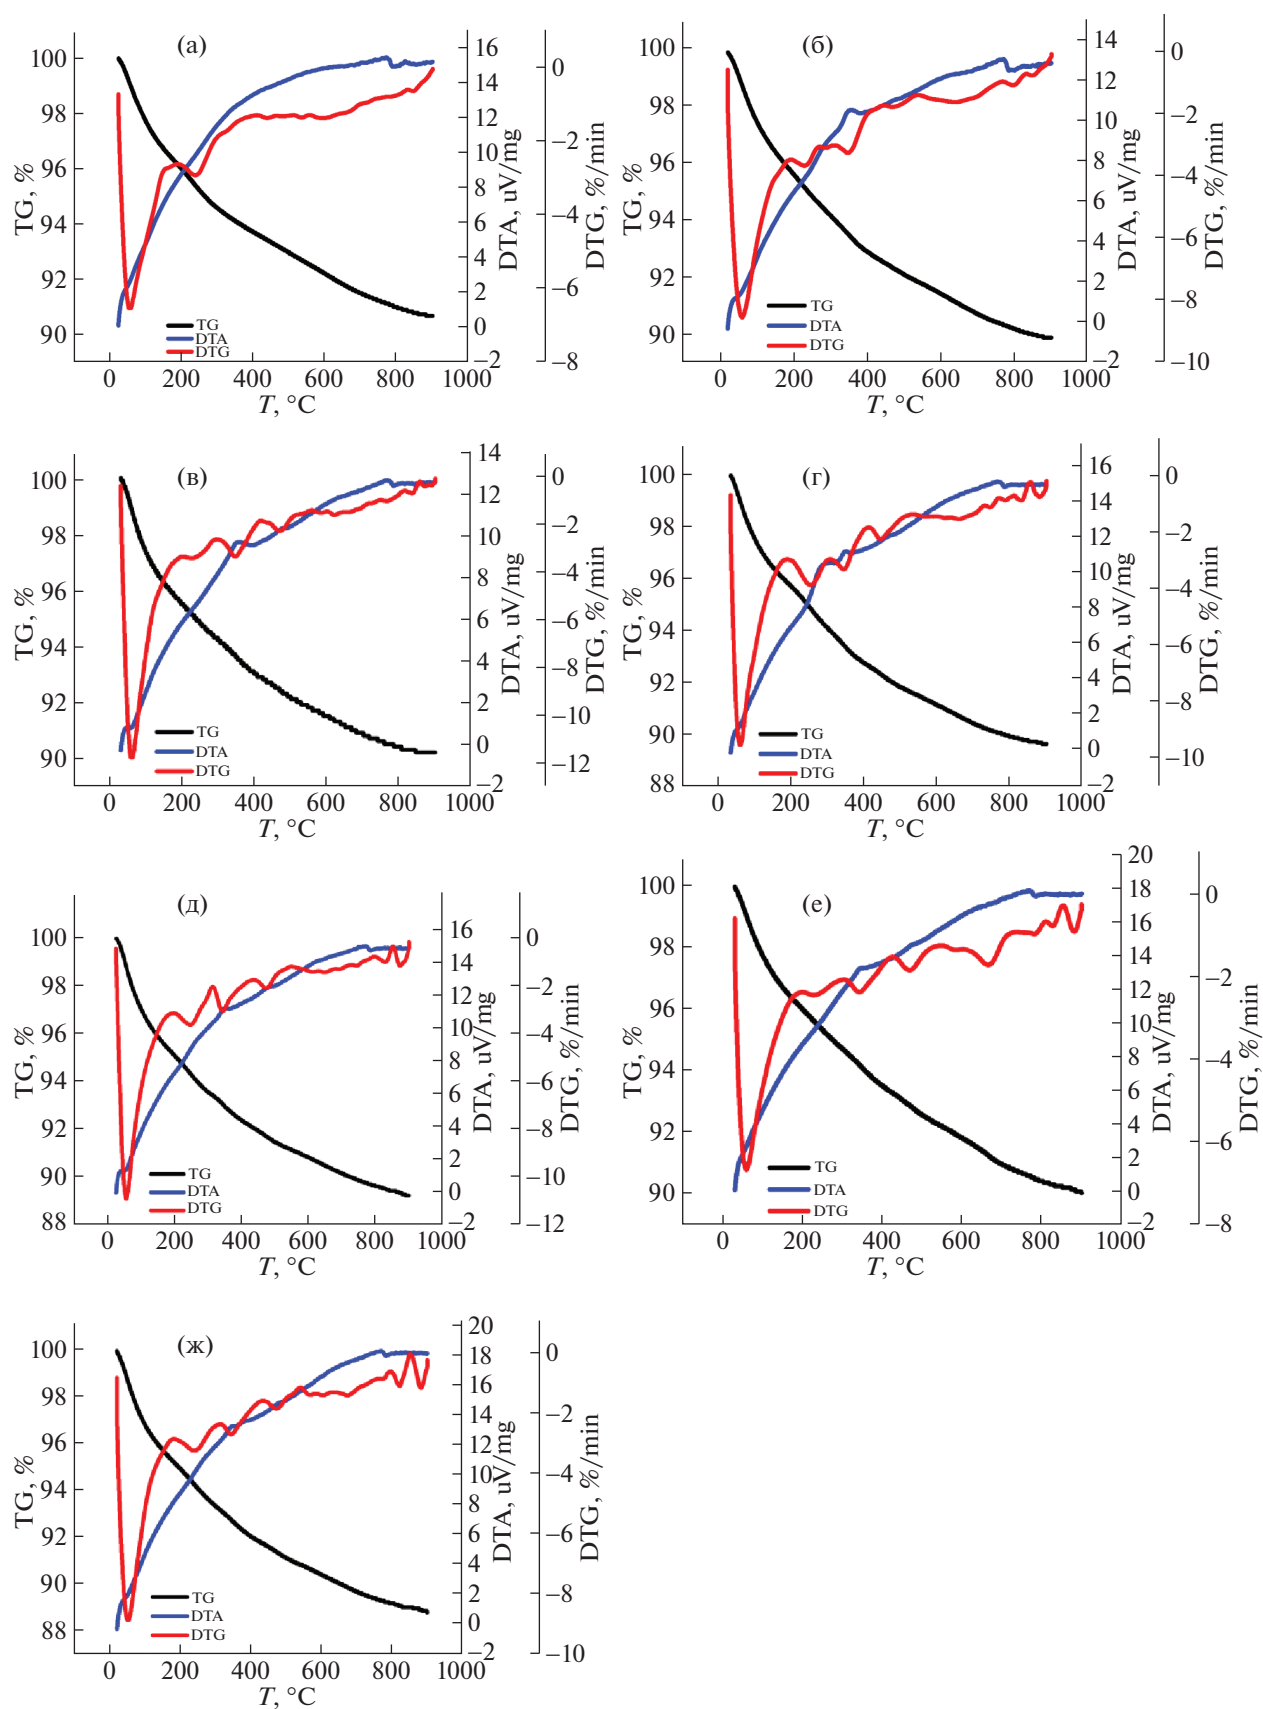 (а)
100
98
96
94
92
90
TG, %
16
14
12
10
8
6
4
2
0
−2
DTA, uV/mg
0
−2
−4
−6
−8
DTG, %/min
TG
DTA
DTG
0 200 400 600 800 1000
T, °C
(б)
100
98
96
94
92
90
TG, %
14
12
10
8
6
4
2
0
−2
DTA, uV/mg
0
−2
−4
−6
−8
−10
DTG, %/min
TG
DTA
DTG
0 200 400 600 800 1000
T, °C
(в)
100
98
96
94
92
90
TG, %
14
12
10
8
6
4
2
0
−2
DTA, uV/mg
0
−2
−4
−6
−8
−10
−12
DTG, %/min
TG
DTA
DTG
0 200 400 600 800 1000
T, °C
(г)
100
98
96
94
92
90
88
TG, %
16
14
12
10
8
6
4
2
0
−2
DTA, uV/mg
0
−2
−4
−6
−8
−10
DTG, %/min
TG
DTA
DTG
0 200 400 600 800 1000
T, °C
(д)
100
98
96
94
92
90
88
TG, %
16
14
12
10
8
6
4
2
0
−2
DTA, uV/mg
0
−2
−4
−6
−8
−10
−12
DTG, %/min
TG
DTA
DTG
0 200 400 600 800 1000
T, °C
(е)
100
98
96
94
92
90
TG, %
20
18
16
14
12
10
8
6
4
2
0
−2
DTA, uV/mg
0
−2
−4
−6
−8
DTG, %/min
TG
DTA
DTG
0 200 400 600 800 1000
T, °C
(ж)
100
98
96
94
92
90
88
TG, %
20
18
16
14
12
10
8
6
4
2
0
−2
DTA, uV/mg
0
−2
−4
−6
−8
−10
DTG, %/min
TG
DTA
DTG
0 200 400 600 800 1000
T, °C